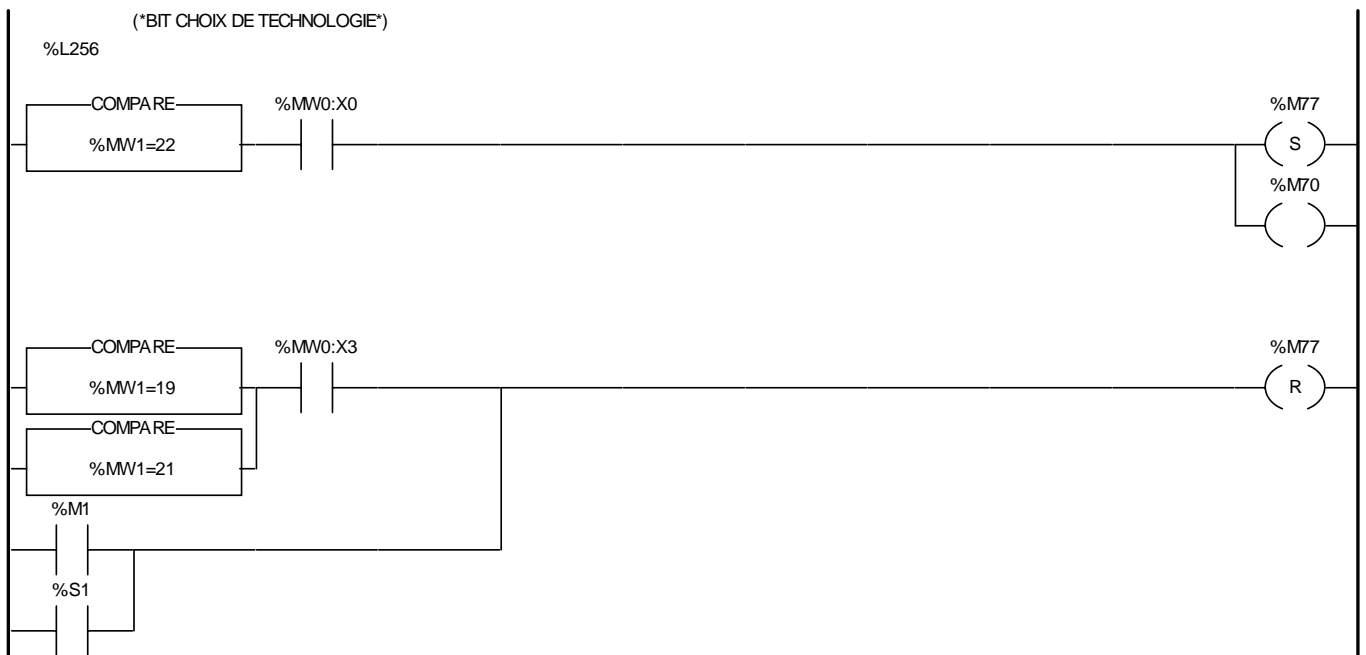 (*BIT CHOIX DE TECHNOLOGIE*)
%L256
COMPARE %MW0:X0 %M77
%MW1=22 S
%M70
COMPARE %MW0:X3 %M77
%MW1=19 R
COMPARE
%MW1=21
%M1
%S1